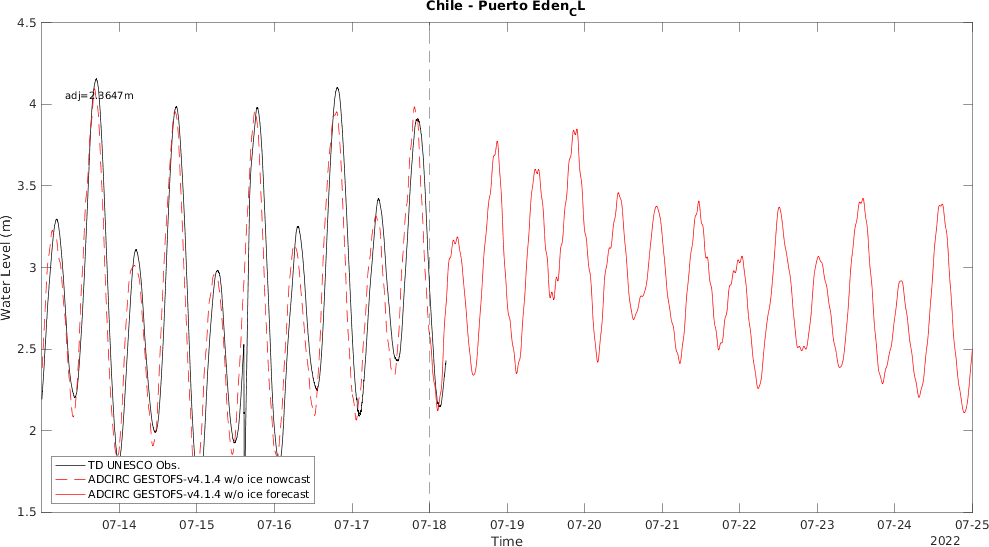 Chile - Puerto Eden_CL
4.5
4
3.5
3
2.5
2
1.5
Water Level (m)
adj=2.3647m
TD UNESCO Obs.
ADCIRC GESTOFS-v4.1.4 w/o ice nowcast
ADCIRC GESTOFS-v4.1.4 w/o ice forecast
07-14
07-15
07-16
07-17
07-18
07-19
07-20
07-21
07-22
07-23
07-24
07-25
Time
2022